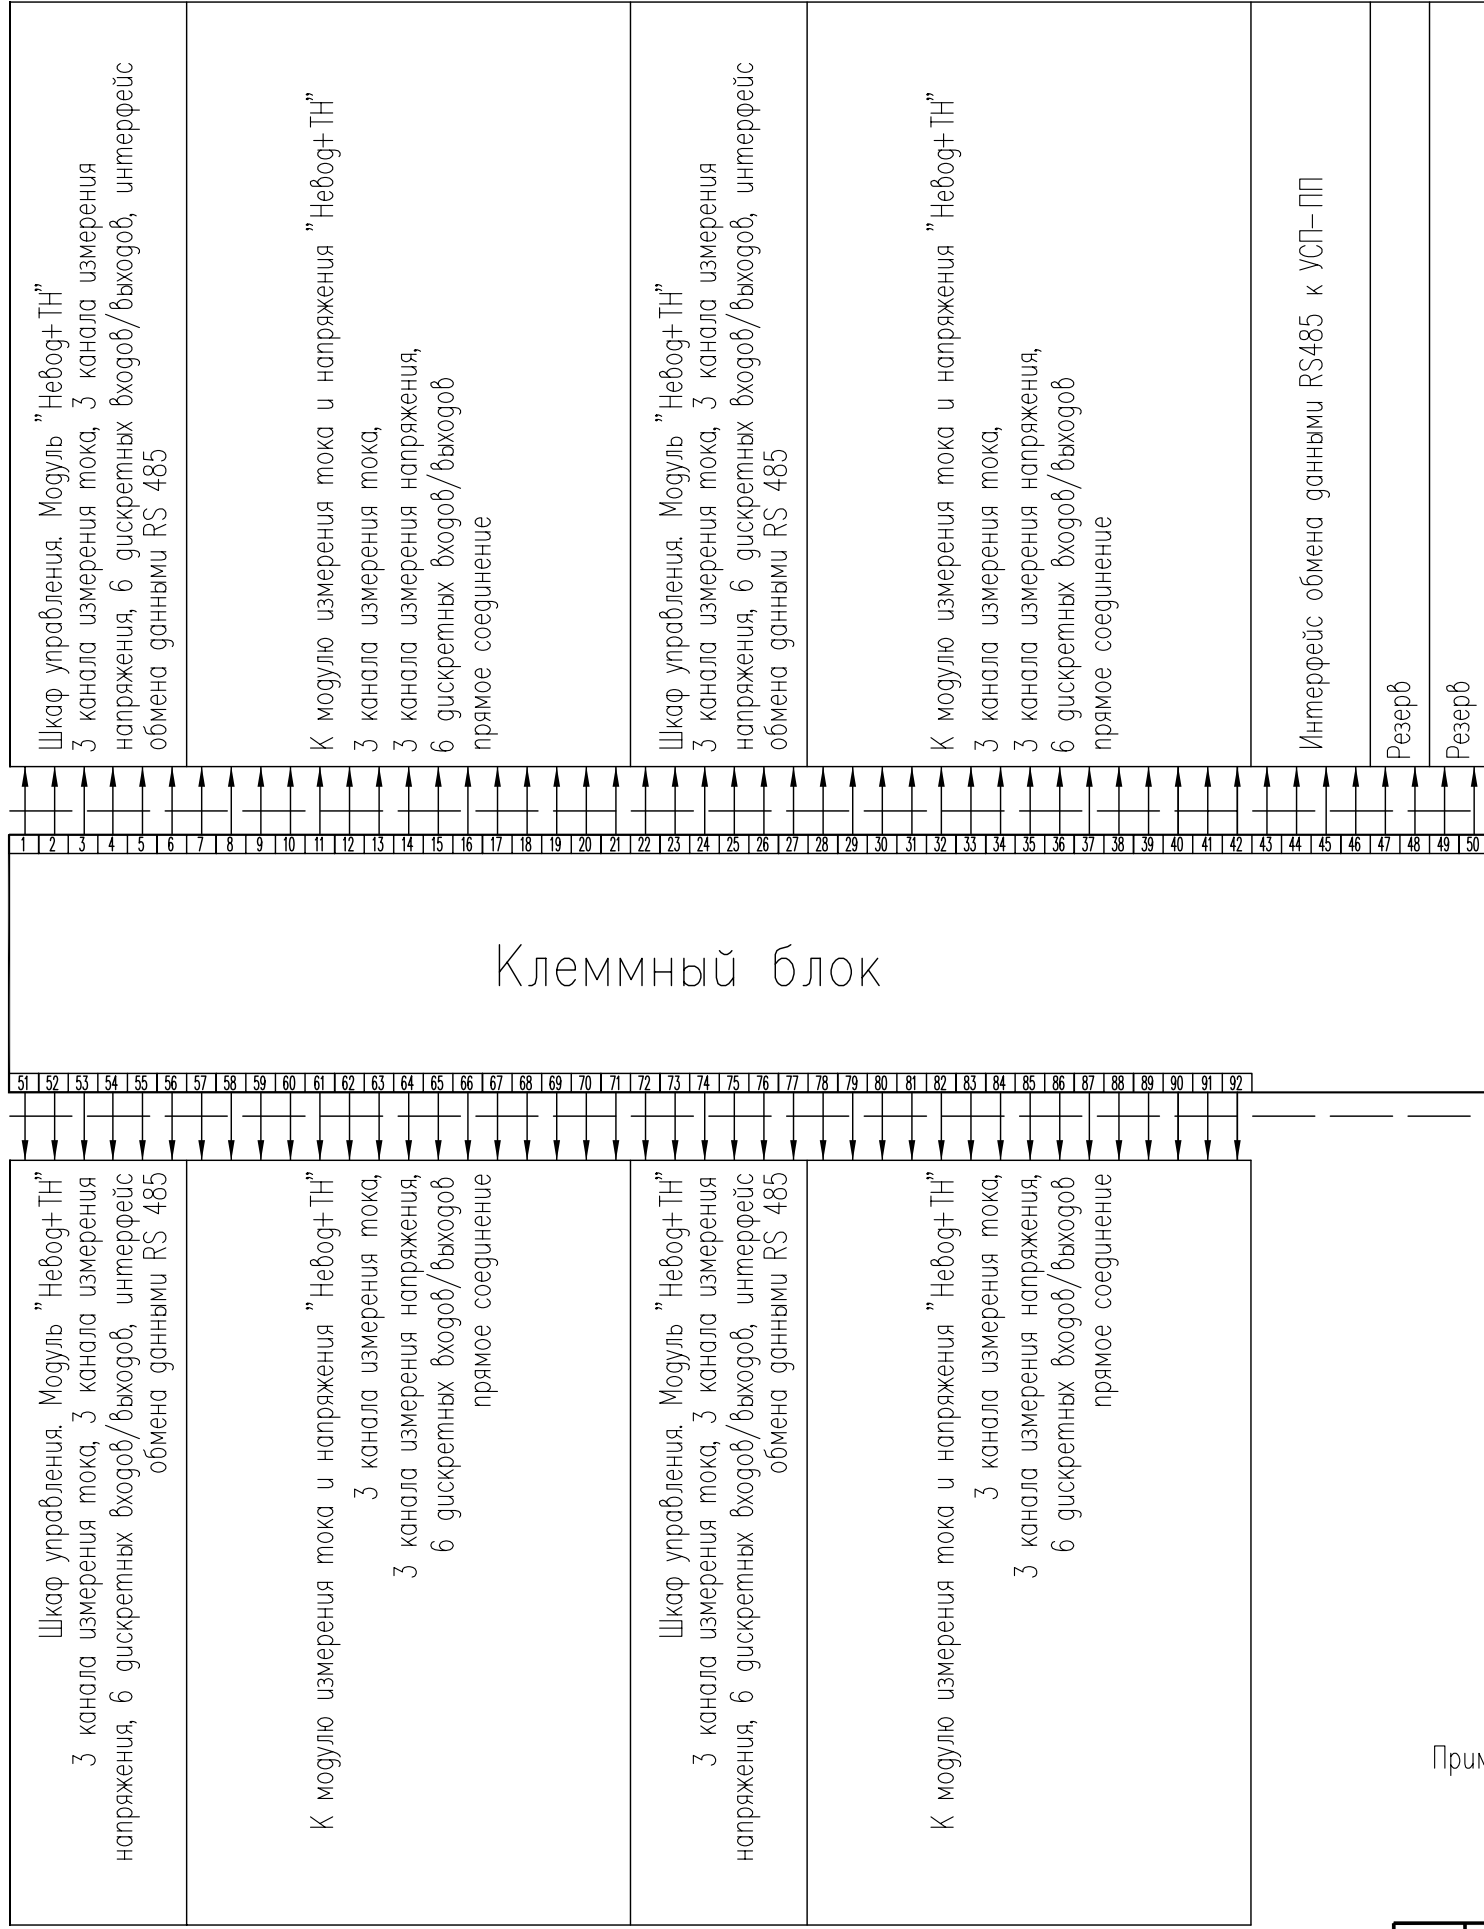 Шкаф управления. Модуль "Невод+ТН"
3 канала измерения тока, 3 канала измерения
напряжения, 6 дискретных входов/выходов, интерфейс
обмена данными RS 485
К модулю измерения тока и напряжения "Невод+ТН"
3 канала измерения тока,
3 канала измерения напряжения,
6 дискретных входов/выходов
прямое соединение
Шкаф управления. Модуль "Невод+ТН"
3 канала измерения тока, 3 канала измерения
напряжения, 6 дискретных входов/выходов, интерфейс
обмена данными RS 485
К модулю измерения тока и напряжения "Невод+ТН"
3 канала измерения тока,
3 канала измерения напряжения,
6 дискретных входов/выходов
прямое соединение
Интерфейс обмена данными RS485 к УСП-ПП
Резерв
Резерв
1 2 3 4 5 6 7 8 9 10 11 12 13 14 15 16 17 18 19 20 21 22 23 24 25 26 27 28 29 30 31 32 33 34 35 36 37 38 39 40 41 42 43 44 45 46 47 48 49 50
Клеммный блок
51 52 53 54 55 56 57 58 59 60 61 62 63 64 65 66 67 68 69 70 71 72 73 74 75 76 77 78 79 80 81 82 83 84 85 86 87 88 89 90 91 92
Шкаф управления. Модуль "Невод+ТН"
3 канала измерения тока, 3 канала измерения
напряжения, 6 дискретных входов/выходов, интерфейс
обмена данными RS 485
К модулю измерения тока и напряжения "Невод+ТН"
3 канала измерения тока,
3 канала измерения напряжения,
6 дискретных входов/выходов
прямое соединение
Шкаф управления. Модуль "Невод+ТН"
3 канала измерения тока, 3 канала измерения
напряжения, 6 дискретных входов/выходов, интерфейс
обмена данными RS 485
К модулю измерения тока и напряжения "Невод+ТН"
3 канала измерения тока,
3 канала измерения напряжения,
6 дискретных входов/выходов
прямое соединение